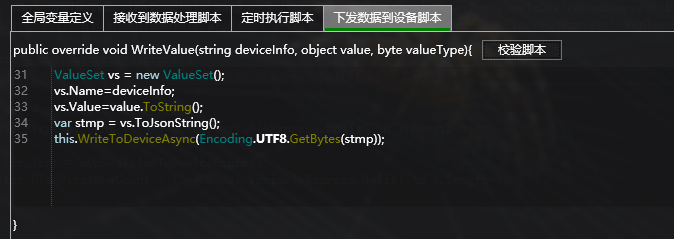 全局变量定义 接收到数据处理脚本 定时执行脚本 下发数据到设备脚本
public override void WriteValue(string deviceInfo, object value, byte valueType){ 校验脚本
31 ValueSet vs = new ValueSet();
32 vs.Name=deviceInfo;
33 vs.Value=value.ToString();
34 var stmp = vs.ToJsonString();
35 this.WriteToDeviceAsync(Encoding.UTF8.GetBytes(stmp));
}